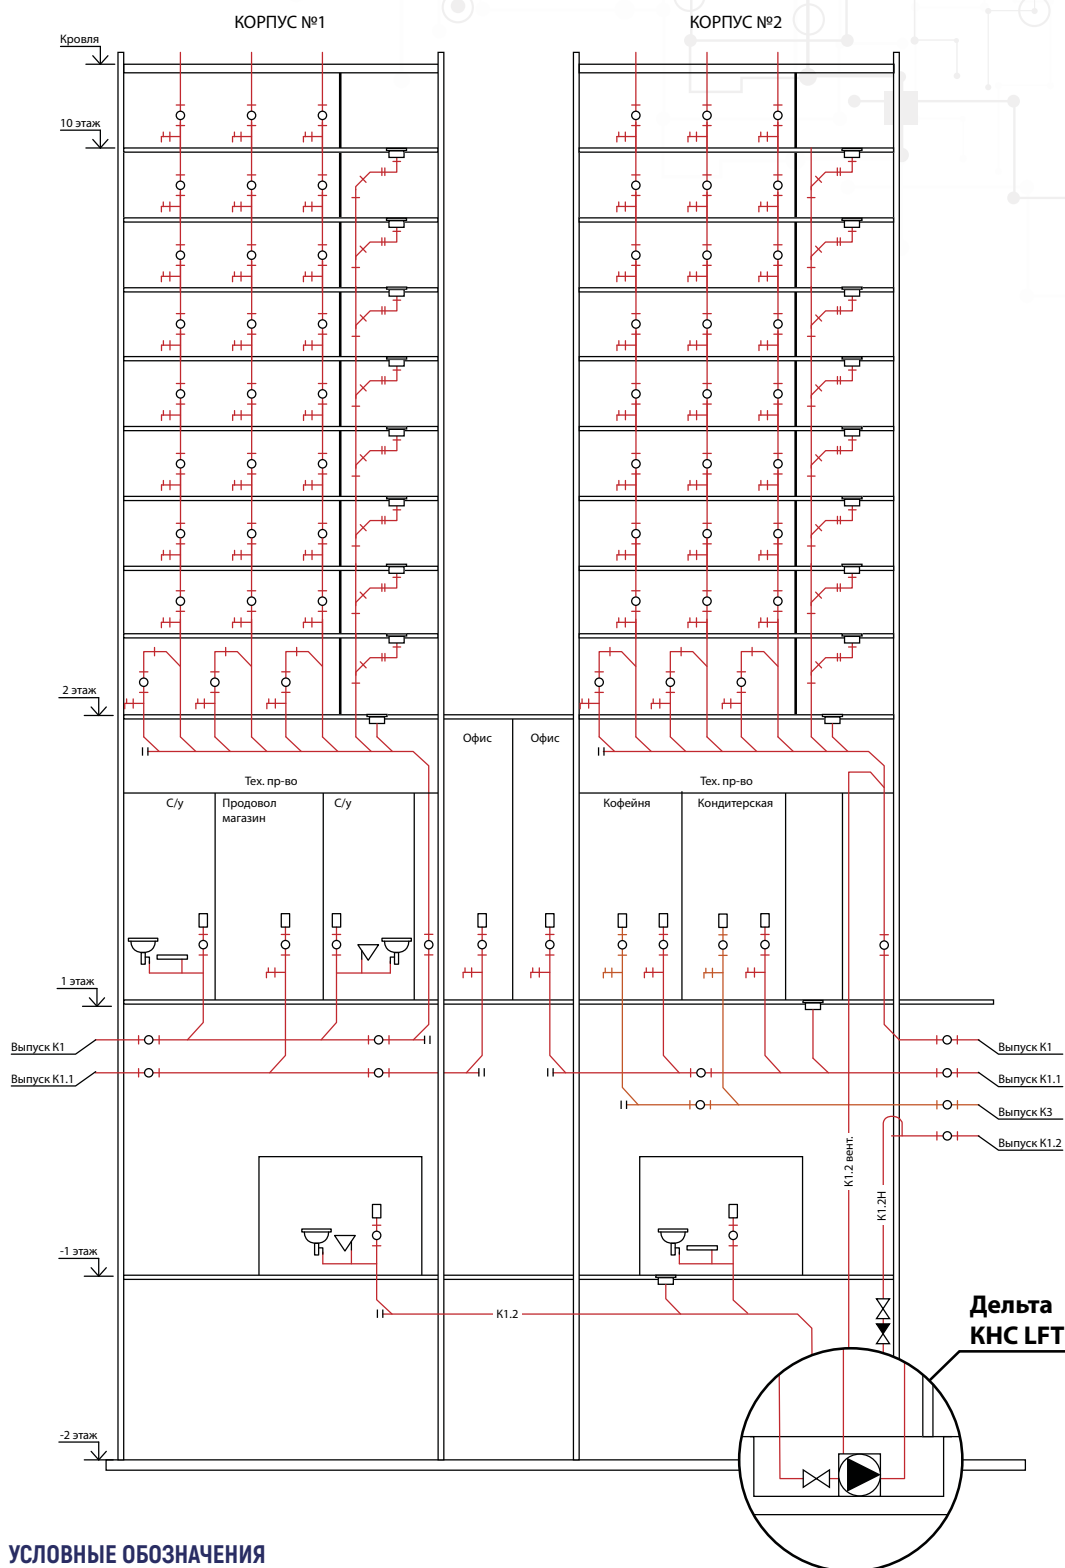 КОРПУС №1
КОРПУС №2
Кровля
10 этаж
2 этаж
Офис
Офис
Тех. пр-во
Тех. пр-во
С/у
Продовол
магазин
С/у
Кофейня
Кондитерская
1 этаж
Выпуск К1
Выпуск К1.1
Выпуск К1
Выпуск К1.1
Выпуск К3
Выпуск К1.2
К1.2 вент.
К1.2Н
-1 этаж
К1.2
Дельта
КНС LFT
-2 этаж
УСЛОВНЫЕ ОБОЗНАЧЕНИЯ